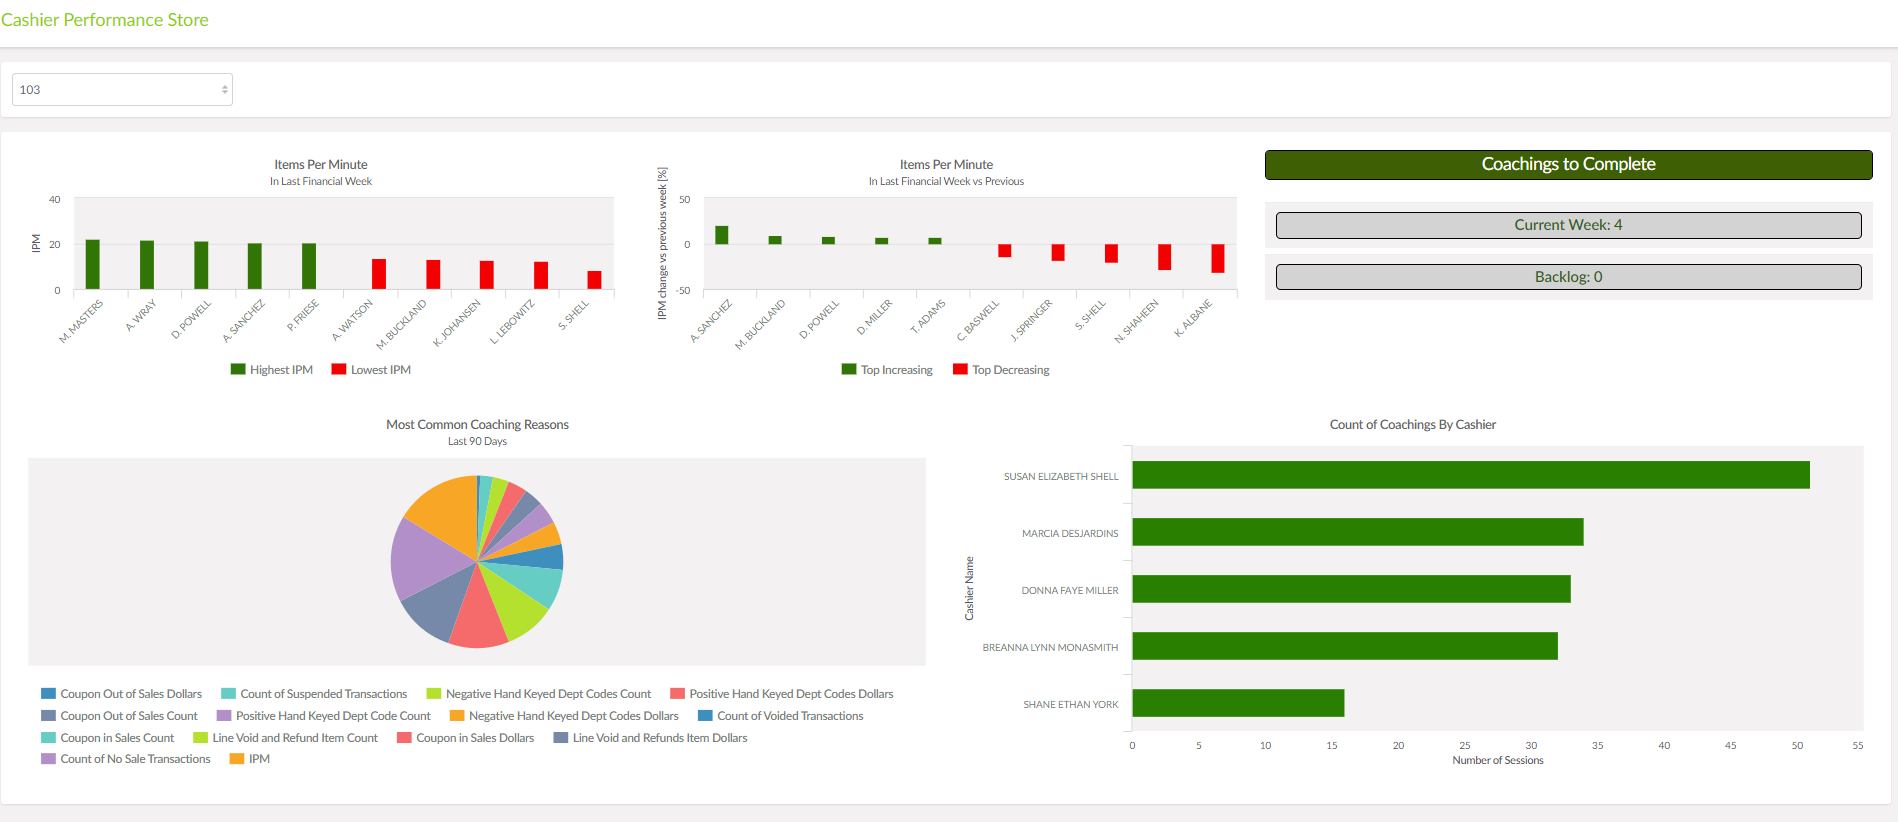 Cashier Performance Store
103
Items Per Minute
In Last Financial Week
IPM
40
20
0
M. MASTERS
A. WRAY
D. POWELL
A. SANCHEZ
P. FRIESE
A. WATSON
M. BUCKLAND
K. JOHANSEN
L. LEBOWITZ
S. SHELL
Highest IPM
Lowest IPM
Items Per Minute
In Last Financial Week vs Previous
IPM change vs previous week [%]
50
0
-50
A. SANCHEZ
M. BUCKLAND
D. POWELL
D. MILLER
T. ADAMS
C. BASWELL
J. SPRINGER
S. SHELL
N. SHAHEEN
K. ALBANE
Top Increasing
Top Decreasing
Coachings to Complete
Current Week: 4
Backlog: 0
Most Common Coaching Reasons
Last 90 Days
Coupon Out of Sales Dollars
Count of Suspended Transactions
Negative Hand Keyed Dept Codes Count
Positive Hand Keyed Dept Codes Dollars
Coupon Out of Sales Count
Positive Hand Keyed Dept Code Count
Negative Hand Keyed Dept Codes Dollars
Count of Voided Transactions
Coupon in Sales Count
Line Void and Refund Item Count
Coupon in Sales Dollars
Line Void and Refunds Item Dollars
Count of No Sale Transactions
IPM
Count of Coachings By Cashier
Cashier Name
SUSAN ELIZABETH SHELL
MARCIA DESJARDINS
DONNA FAYE MILLER
BREANNA LYNN MONASMITH
SHANE ETHAN YORK
0 5 10 15 20 25 30 35 40 45 50 55
Number of Sessions